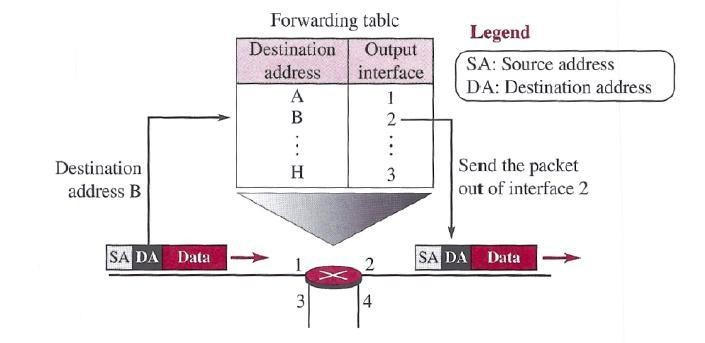 Forwarding table
Legend
SA: Source address
DA: Destination address
Destination address
Output interface
A 1
B 2
⋮ ⋮
H 3
Destination
address B
Send the packet
out of interface 2
SA DA Data
SA DA Data
1 2
3 4